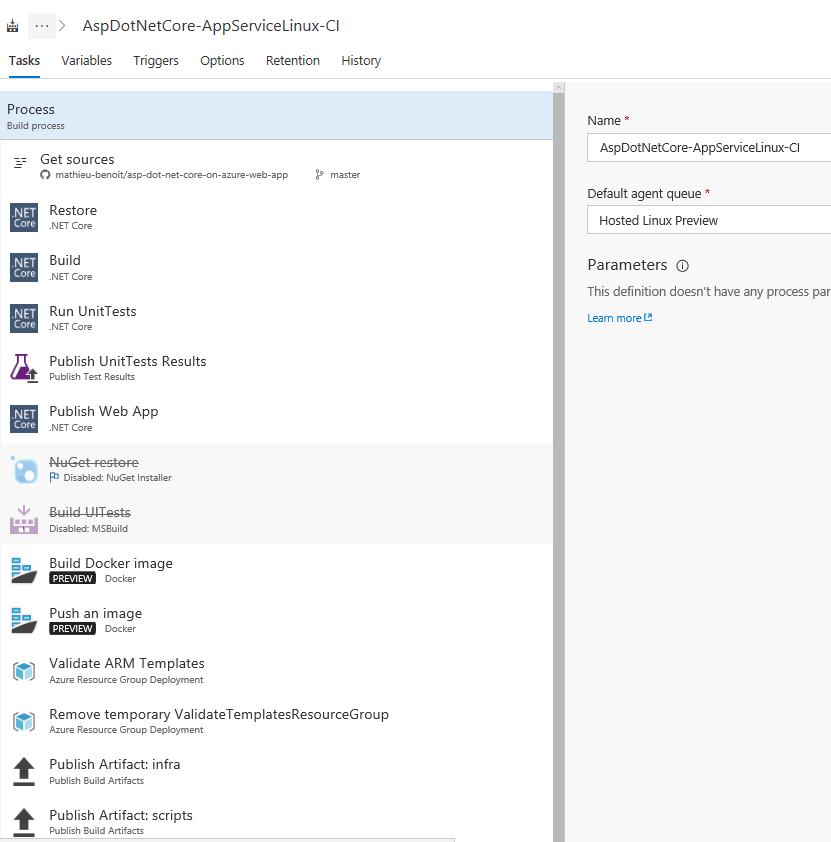 ... > AspDotNetCore-AppServiceLinux-CI
Tasks Variables Triggers Options Retention History
Process
Build process
Get sources
mathieu-benoit/asp-dot-net-core-on-azure-web-app master
.NET Core Restore
.NET Core
.NET Core Build
.NET Core
.NET Core Run UnitTests
.NET Core
Publish UnitTests Results
Publish Test Results
.NET Core Publish Web App
.NET Core
NuGet restore
Disabled: NuGet Installer
Build UITests
Disabled: MSBuild
Build Docker image
PREVIEW Docker
Push an image
PREVIEW Docker
Validate ARM Templates
Azure Resource Group Deployment
Remove temporary ValidateTemplatesResourceGroup
Azure Resource Group Deployment
Publish Artifact: infra
Publish Build Artifacts
Publish Artifact: scripts
Publish Build Artifacts
Name *
AspDotNetCore-AppServiceLinux-CI
Default agent queue *
Hosted Linux Preview
Parameters
This definition doesn't have any process par
Learn more